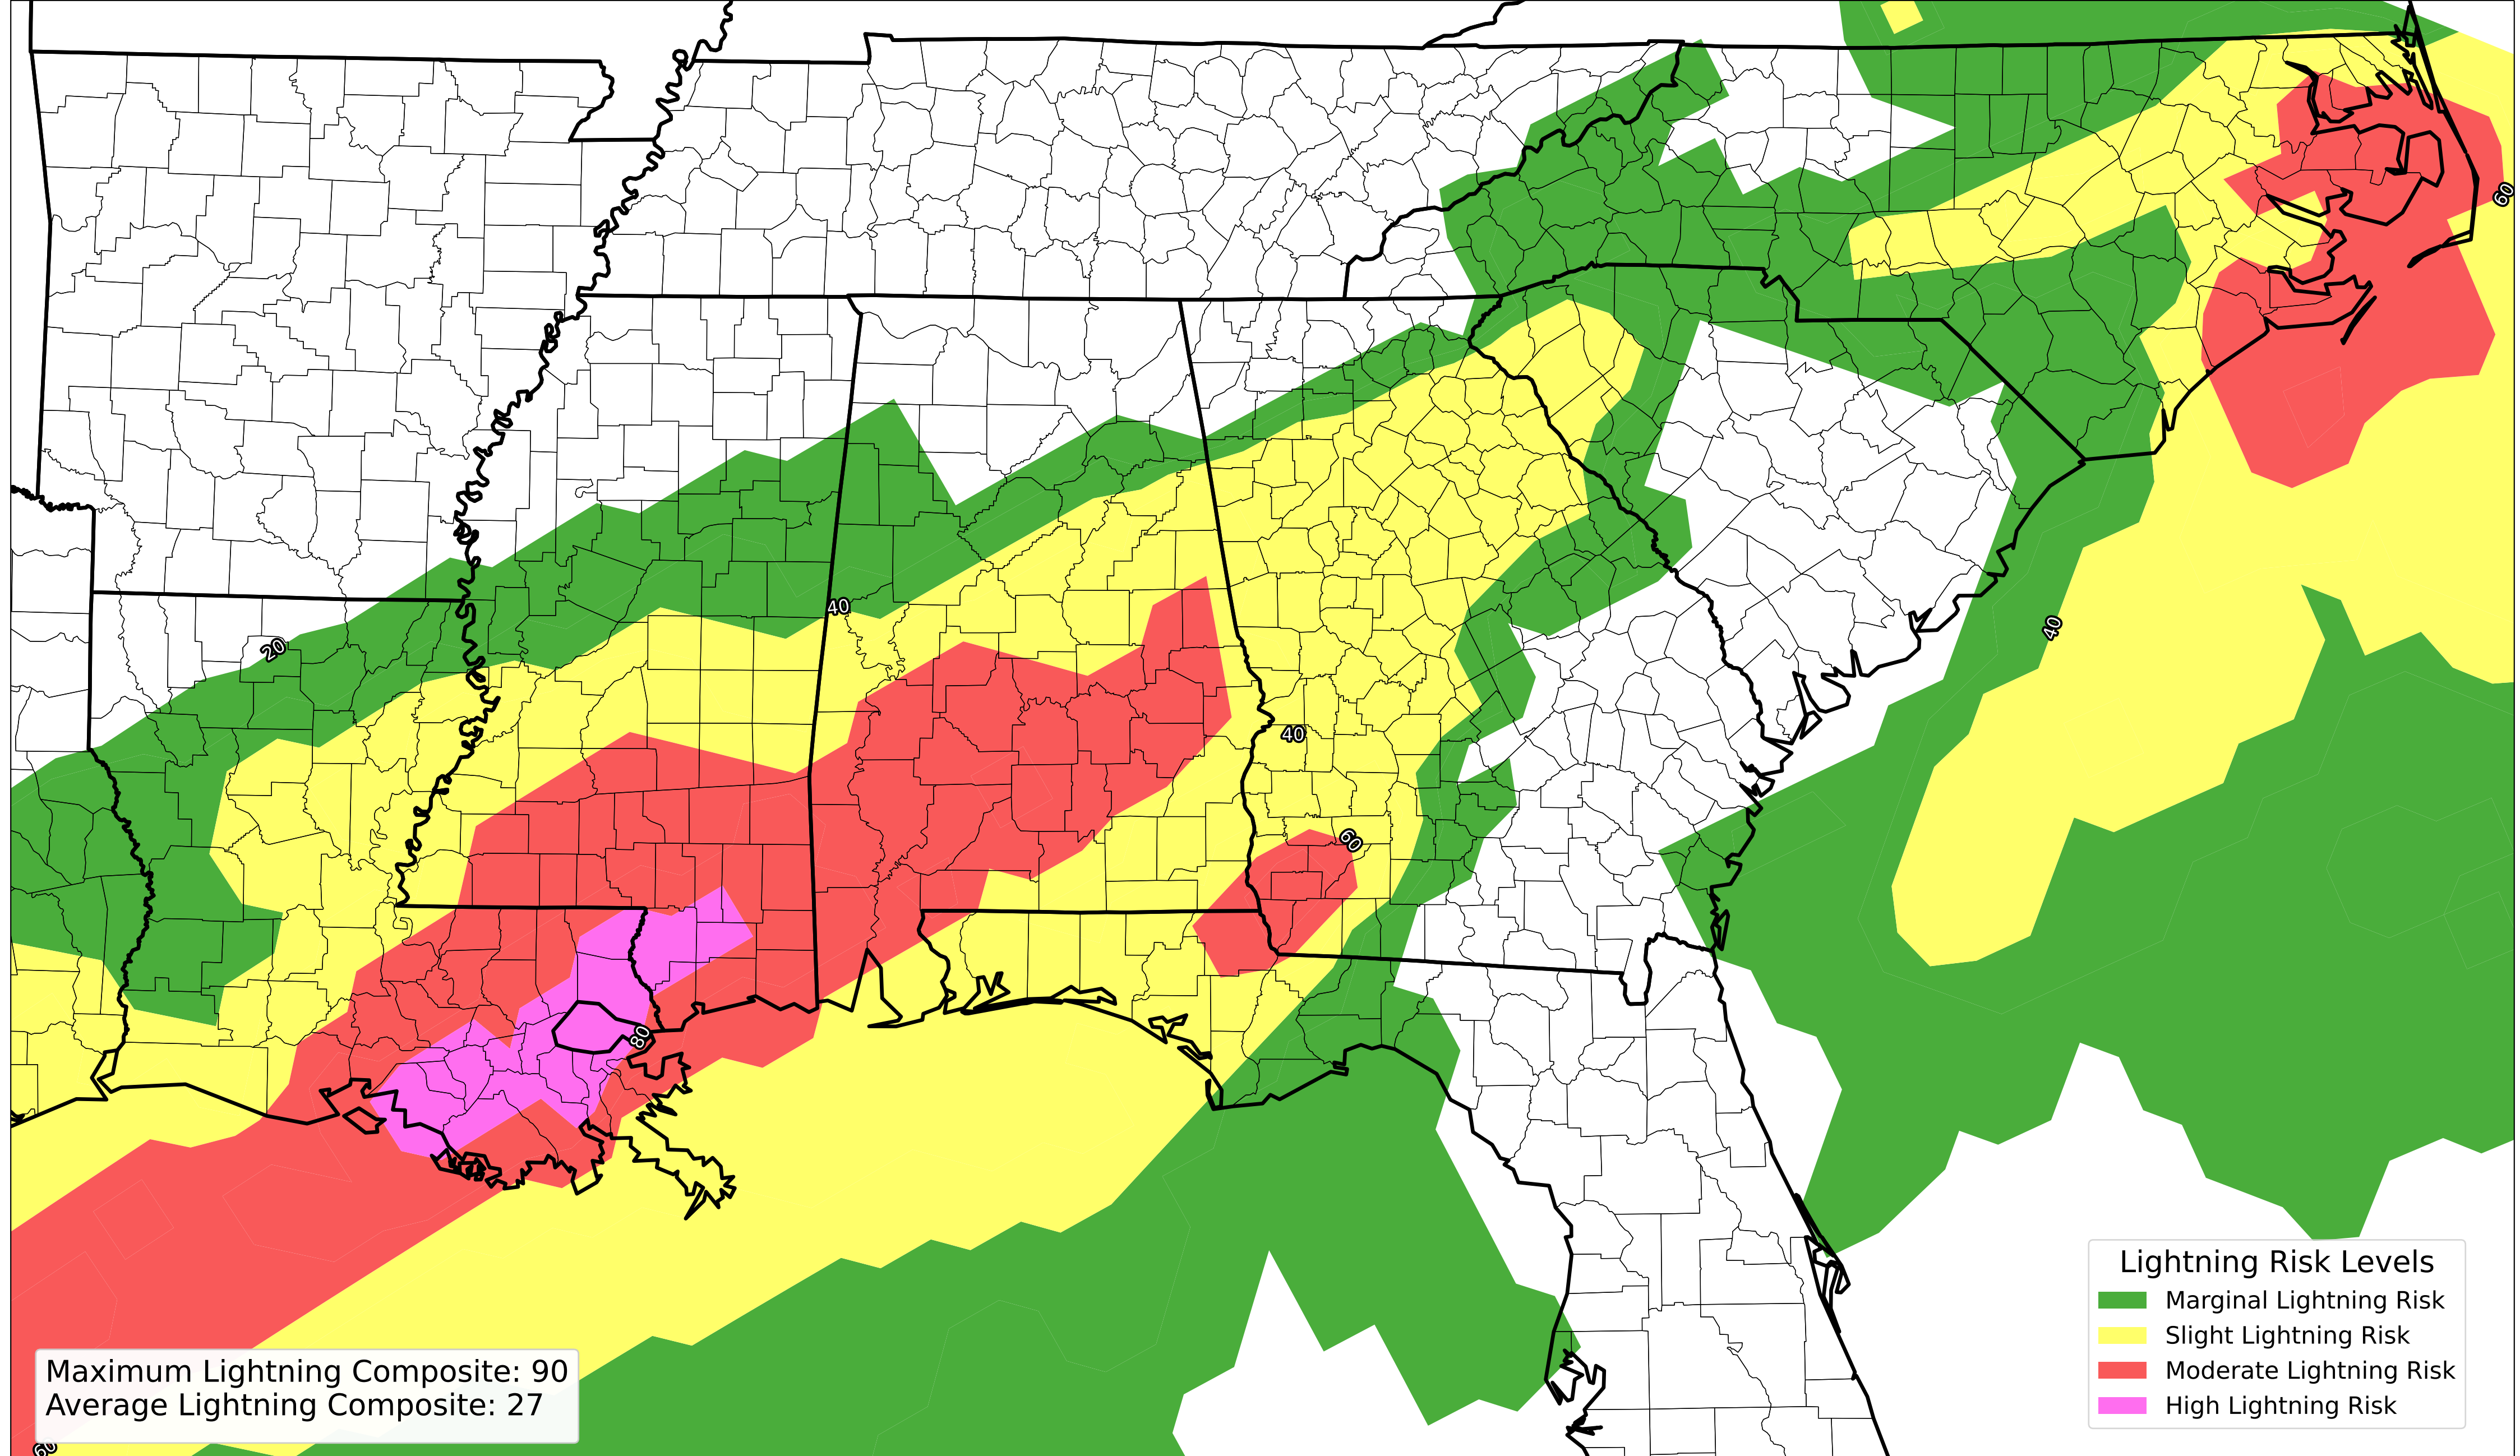 60
20
40
40
40
60
80
Lightning Risk Levels
Marginal Lightning Risk
Slight Lightning Risk
Moderate Lightning Risk
High Lightning Risk
Maximum Lightning Composite: 90
Average Lightning Composite: 27
60